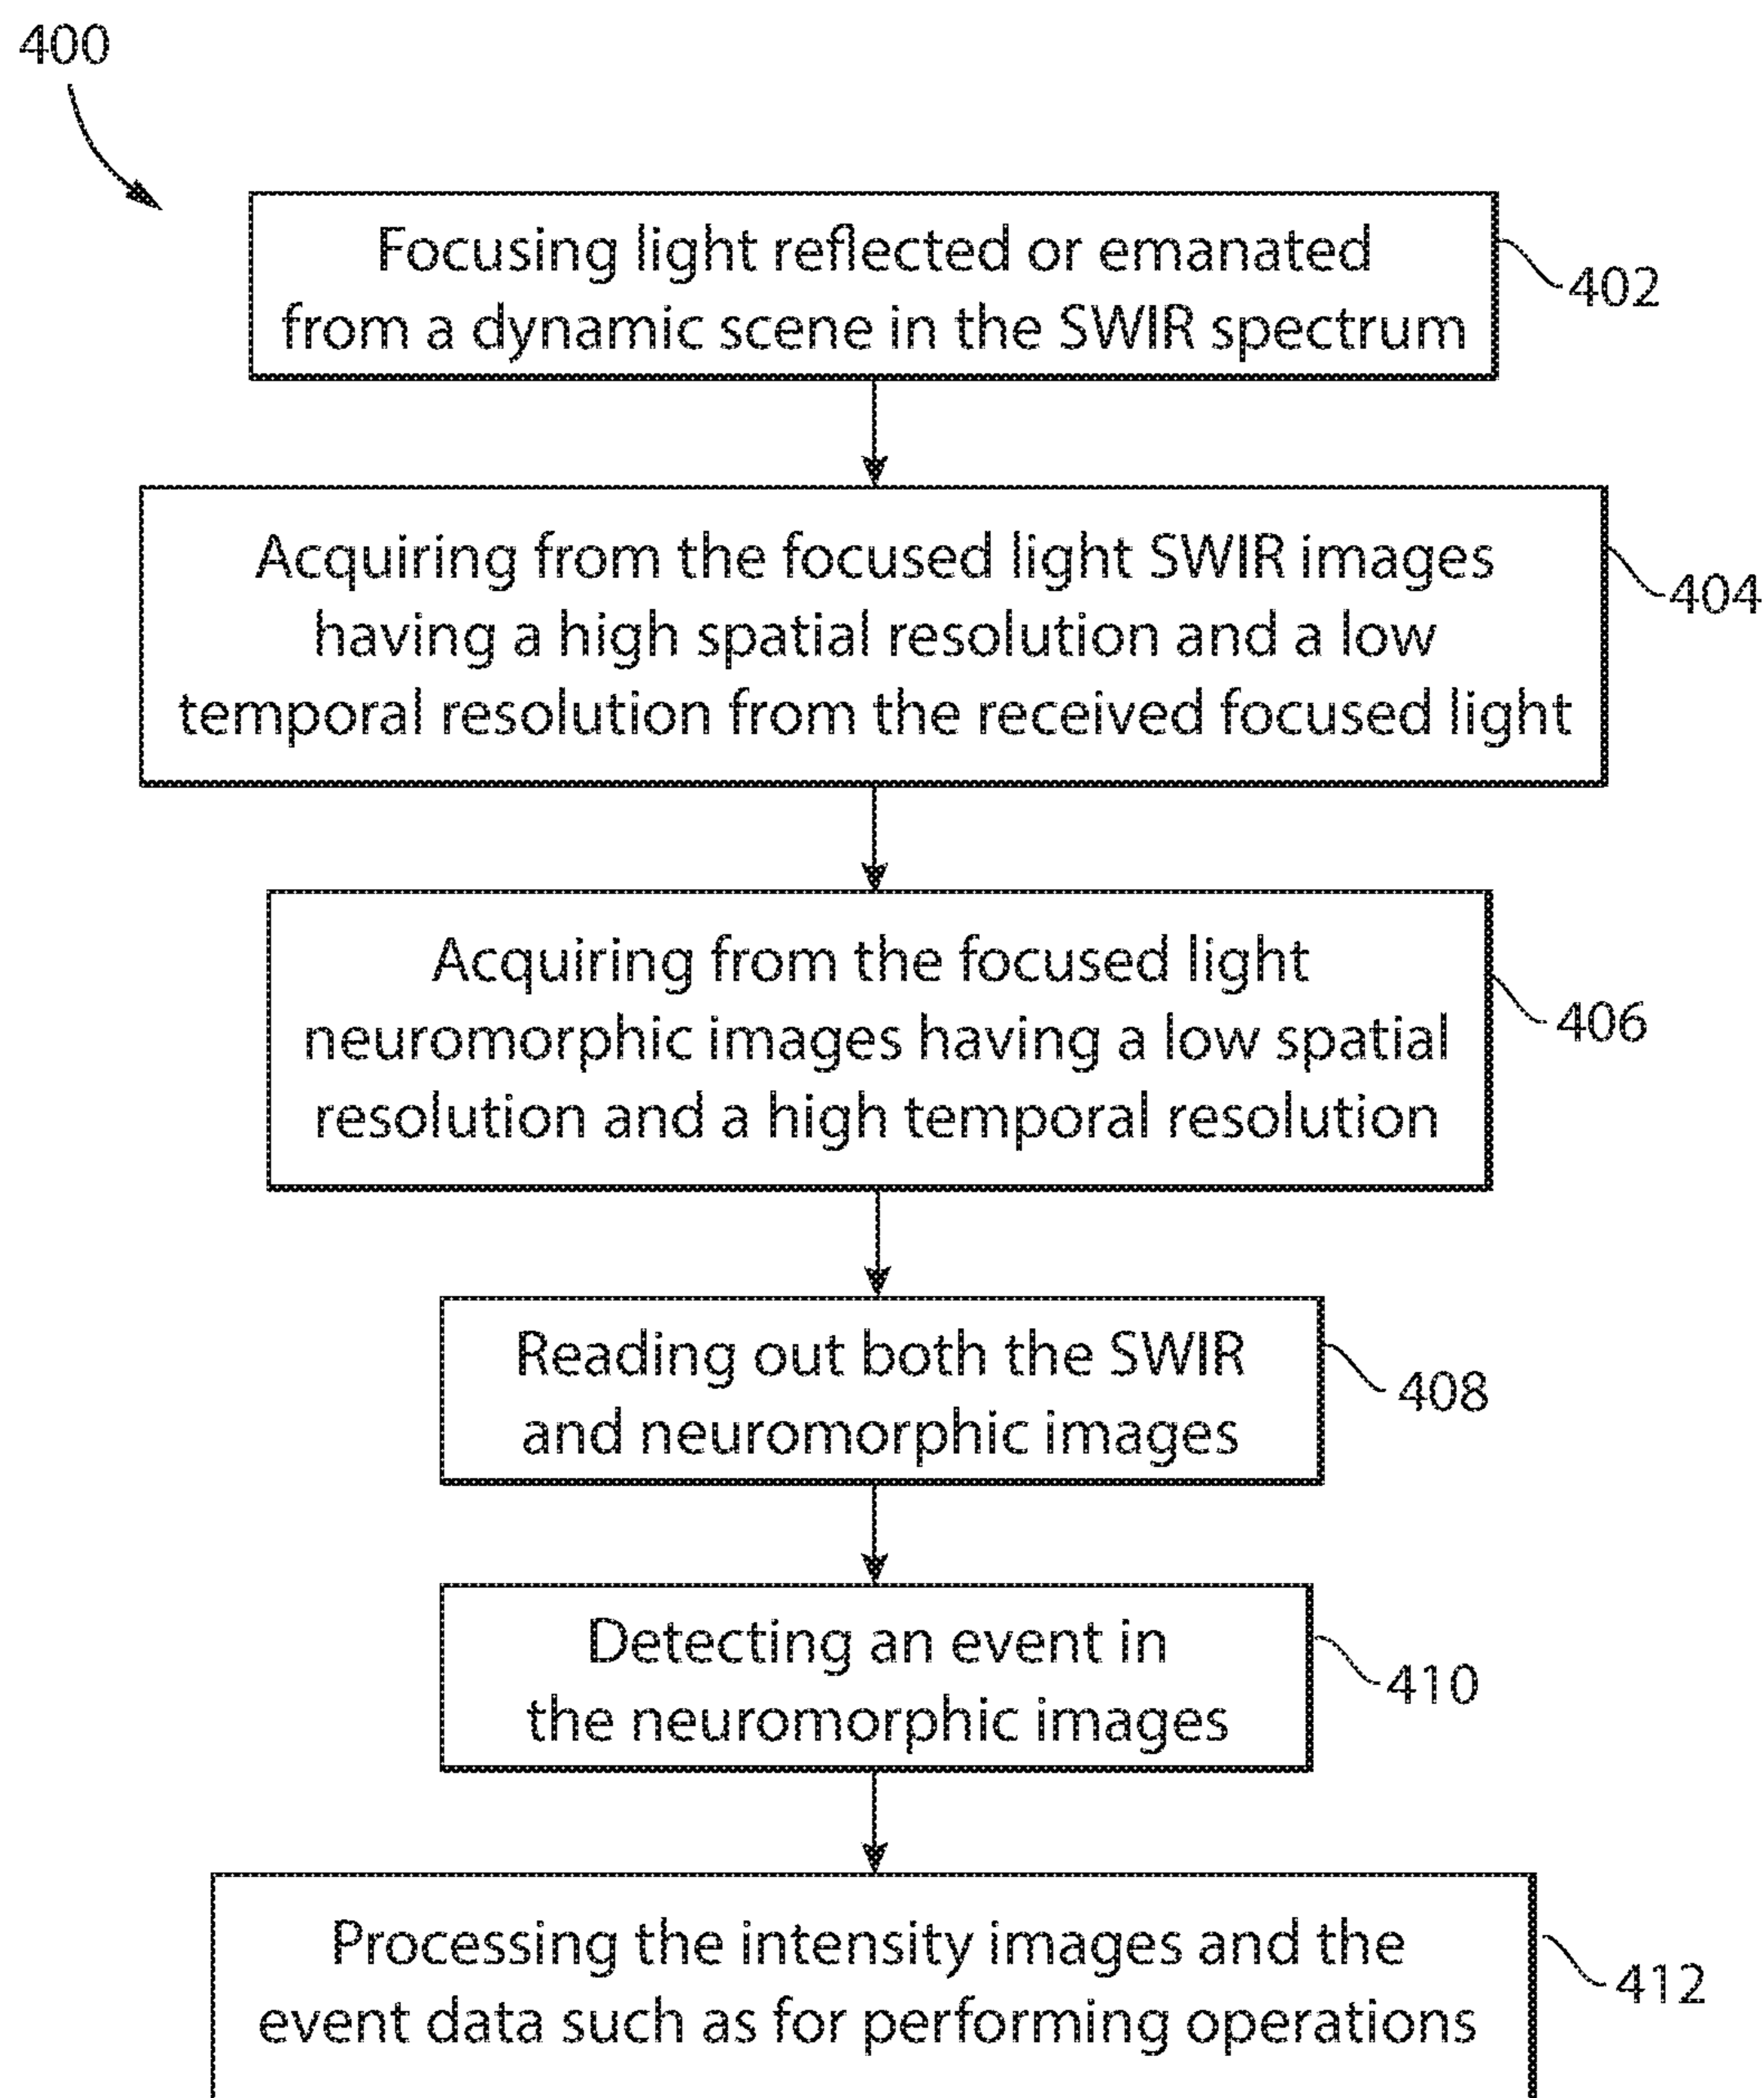 400
Focusing light reflected or emanated
from a dynamic scene in the SWIR spectrum
402
Acquiring from the focused light SWIR images
having a high spatial resolution and a low
temporal resolution from the received focused light
404
Acquiring from the focused light
neuromorphic images having a low spatial
resolution and a high temporal resolution
406
Reading out both the SWIR
and neuromorphic images
408
Detecting an event in
the neuromorphic images
410
Processing the intensity images and the
event data such as for performing operations
412